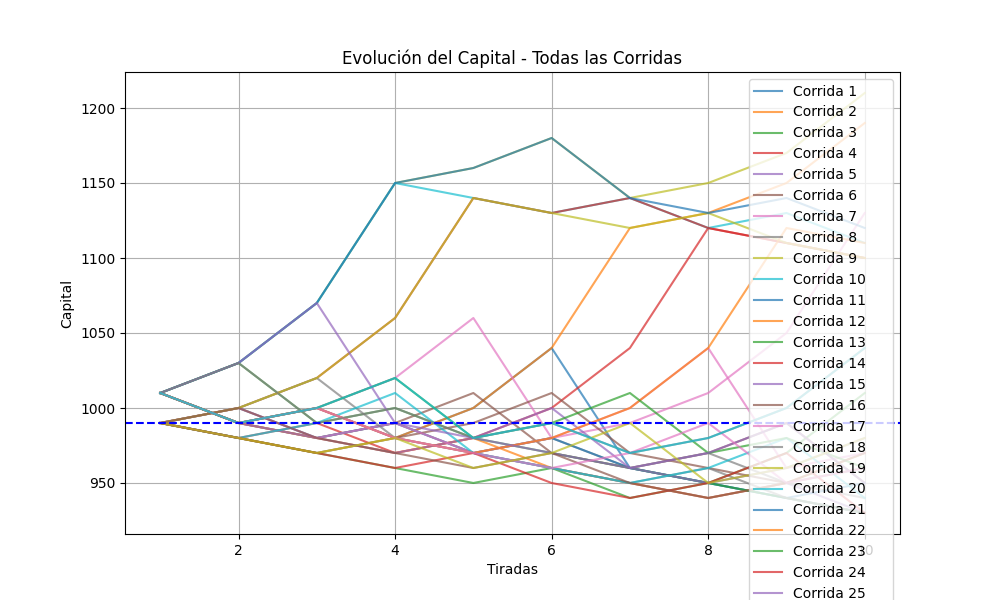 Evolución del Capital - Todas las Corridas
Capital
1200
1150
1100
1050
1000
950
2
4
6
8
10
Tiradas
Corrida 1
Corrida 2
Corrida 3
Corrida 4
Corrida 5
Corrida 6
Corrida 7
Corrida 8
Corrida 9
Corrida 10
Corrida 11
Corrida 12
Corrida 13
Corrida 14
Corrida 15
Corrida 16
Corrida 17
Corrida 18
Corrida 19
Corrida 20
Corrida 21
Corrida 22
Corrida 23
Corrida 24
Corrida 25